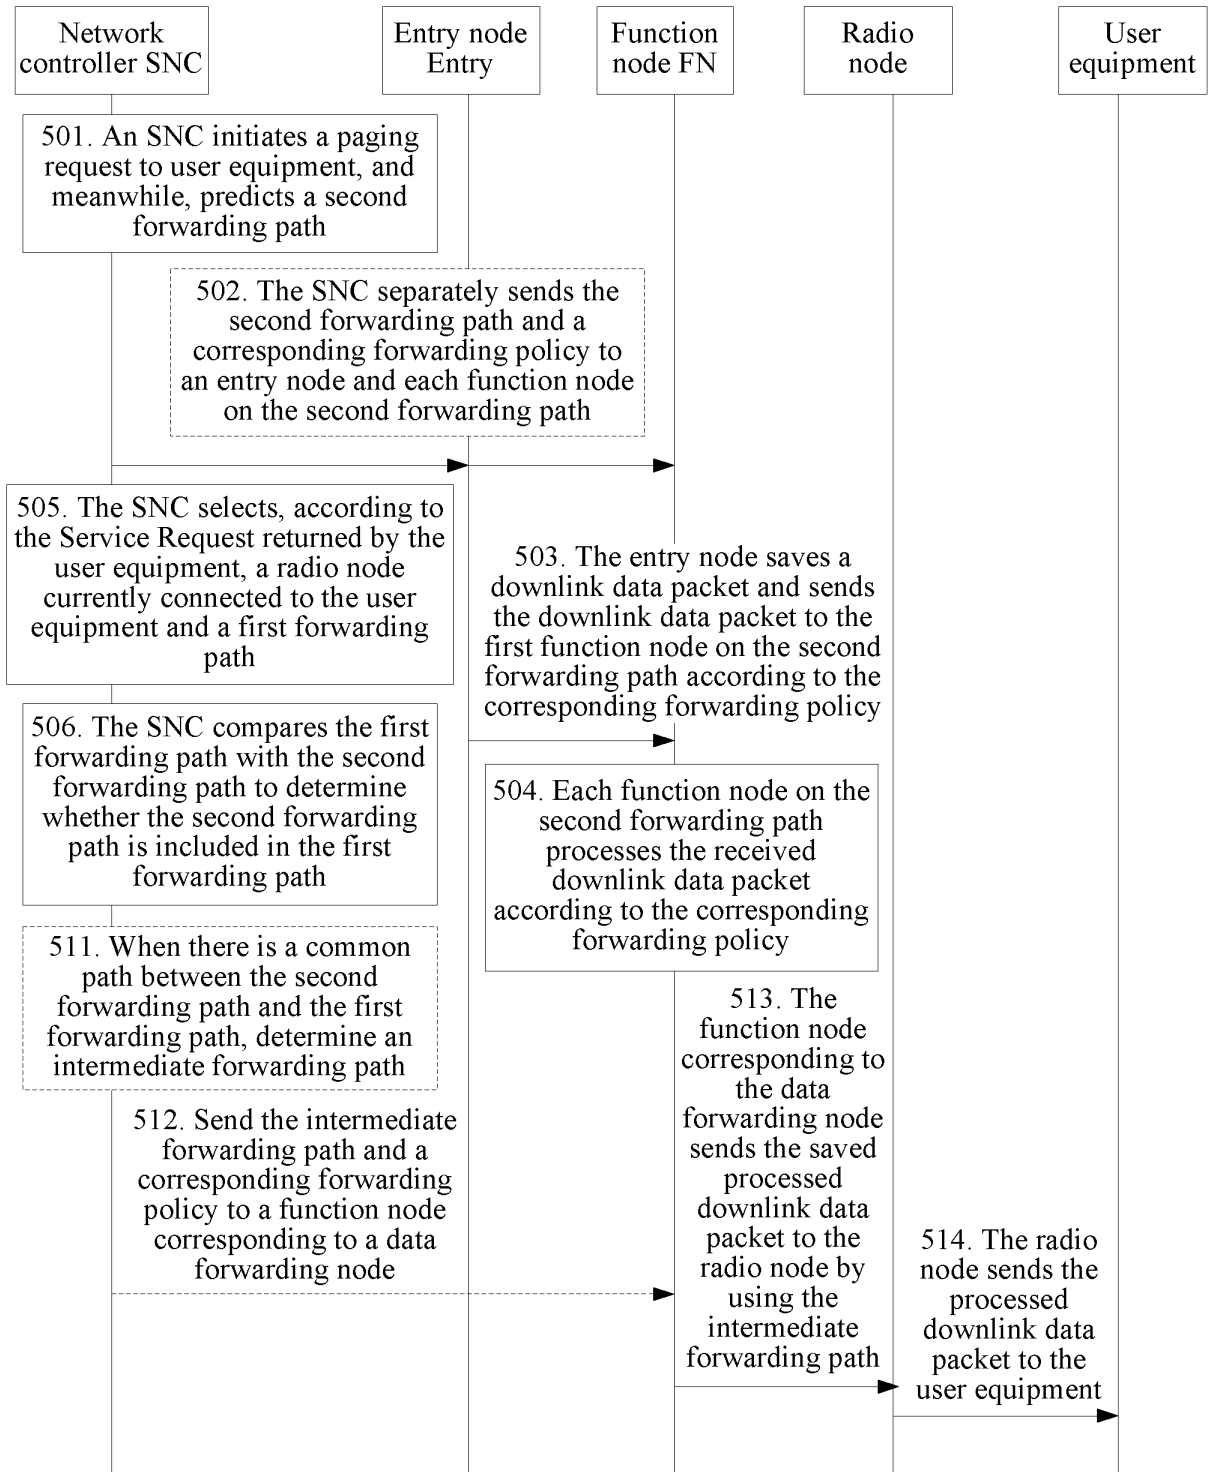 Network
controller SNC
Entry node
Entry
Function
node FN
Radio
node
User
equipment
501. An SNC initiates a paging
request to user equipment, and
meanwhile, predicts a second
forwarding path
502. The SNC separately sends the
second forwarding path and a
corresponding forwarding policy to
an entry node and each function node
on the second forwarding path
505. The SNC selects, according to
the Service Request returned by the
user equipment, a radio node
currently connected to the user
equipment and a first forwarding
path
503. The entry node saves a
downlink data packet and sends
the downlink data packet to the
first function node on the second
forwarding path according to the
corresponding forwarding policy
506. The SNC compares the first
forwarding path with the second
forwarding path to determine
whether the second forwarding
path is included in the first
forwarding path
504. Each function node on the
second forwarding path
processes the received
downlink data packet
according to the corresponding
forwarding policy
511. When there is a common
path between the second
forwarding path and the first
forwarding path, determine an
intermediate forwarding path
512. Send the intermediate
forwarding path and a
corresponding forwarding
policy to a function node
corresponding to a data
forwarding node
513. The
function node
corresponding to
the data
forwarding node
sends the saved
processed
downlink data
packet to the
radio node by
using the
intermediate
forwarding path
514. The radio
node sends the
processed
downlink data
packet to the
user equipment